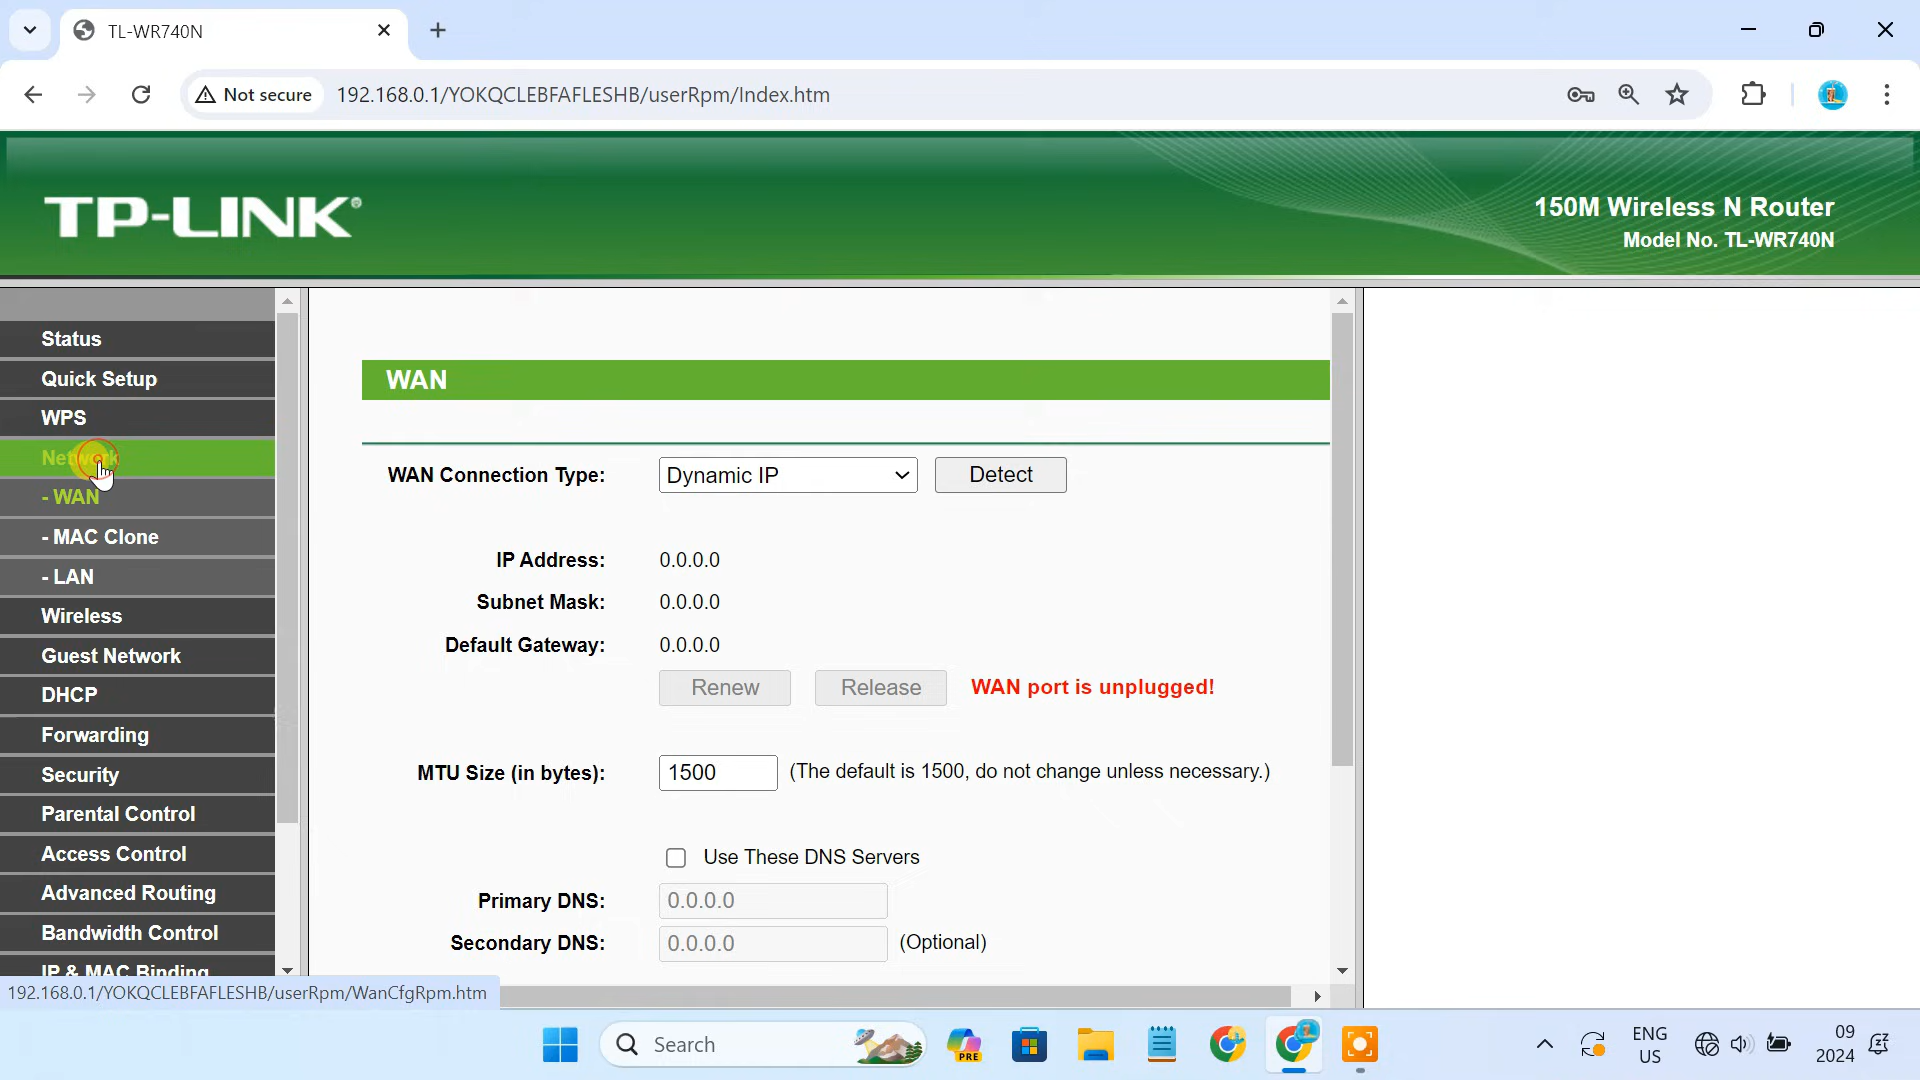 TL-WR740N
Not secure
192.168.0.1/YOKQCLEBFAFLESHB/userRpm/Index.htm
TP-LINK®
150M Wireless N Router
Model No. TL-WR740N
Status
Quick Setup
WPS
Network
- WAN
- MAC Clone
- LAN
Wireless
Guest Network
DHCP
Forwarding
Security
Parental Control
Access Control
Advanced Routing
Bandwidth Control
IP & MAC Binding
WAN
WAN Connection Type: Dynamic IP Detect
IP Address: 0.0.0.0
Subnet Mask: 0.0.0.0
Default Gateway: 0.0.0.0
Renew Release WAN port is unplugged!
MTU Size (in bytes): 1500 (The default is 1500, do not change unless necessary.)
Use These DNS Servers
Primary DNS: 0.0.0.0
Secondary DNS: 0.0.0.0 (Optional)
192.168.0.1/YOKQCLEBFAFLESHB/userRpm/WanCfgRpm.htm
Search
PRE
ENG
US
09
2024